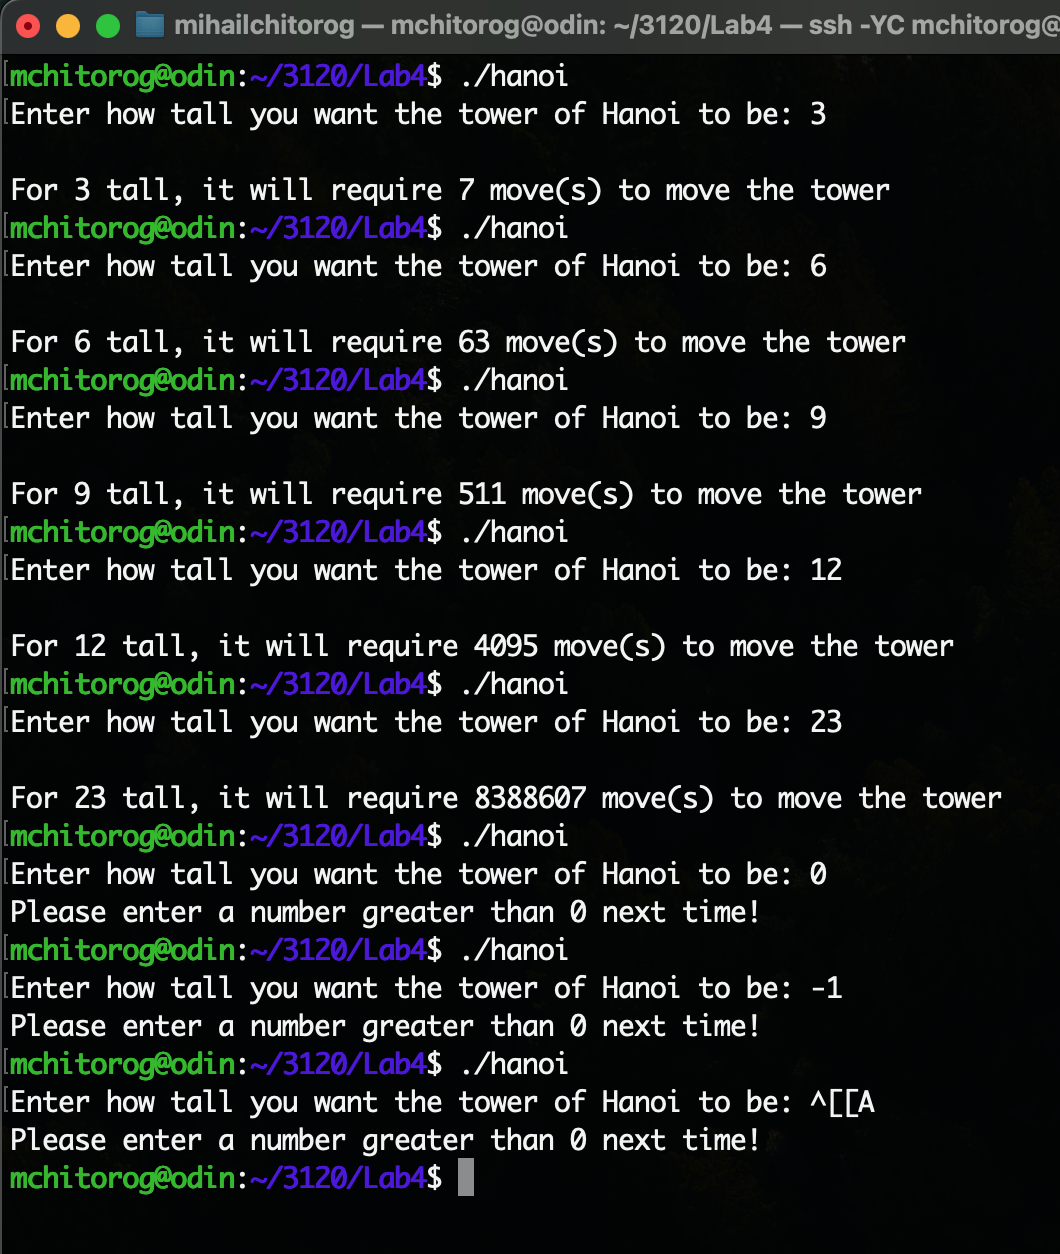 mihailchitorog — mchitorog@odin: ~/3120/Lab4 — ssh -YC mchitorog@
mchitorog@odin:~/3120/Lab4$ ./hanoi
Enter how tall you want the tower of Hanoi to be: 3
For 3 tall, it will require 7 move(s) to move the tower
mchitorog@odin:~/3120/Lab4$ ./hanoi
Enter how tall you want the tower of Hanoi to be: 6
For 6 tall, it will require 63 move(s) to move the tower
mchitorog@odin:~/3120/Lab4$ ./hanoi
Enter how tall you want the tower of Hanoi to be: 9
For 9 tall, it will require 511 move(s) to move the tower
mchitorog@odin:~/3120/Lab4$ ./hanoi
Enter how tall you want the tower of Hanoi to be: 12
For 12 tall, it will require 4095 move(s) to move the tower
mchitorog@odin:~/3120/Lab4$ ./hanoi
Enter how tall you want the tower of Hanoi to be: 23
For 23 tall, it will require 8388607 move(s) to move the tower
mchitorog@odin:~/3120/Lab4$ ./hanoi
Enter how tall you want the tower of Hanoi to be: 0
Please enter a number greater than 0 next time!
mchitorog@odin:~/3120/Lab4$ ./hanoi
Enter how tall you want the tower of Hanoi to be: -1
Please enter a number greater than 0 next time!
mchitorog@odin:~/3120/Lab4$ ./hanoi
Enter how tall you want the tower of Hanoi to be: ^[[A
Please enter a number greater than 0 next time!
mchitorog@odin:~/3120/Lab4$